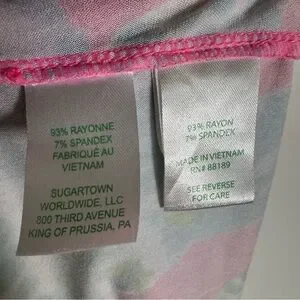 93% RAYONNE
7% SPANDEX
FABRIQUÉ AU
VIETNAM
SUGARTOWN
WORLDWIDE, LLC
800 THIRD AVENUE
KING OF PRUSSIA, PA
93% RAYON
7% SPANDEX
MADE IN VIETNAM
RN# 88189
SEE REVERSE
FOR CARE